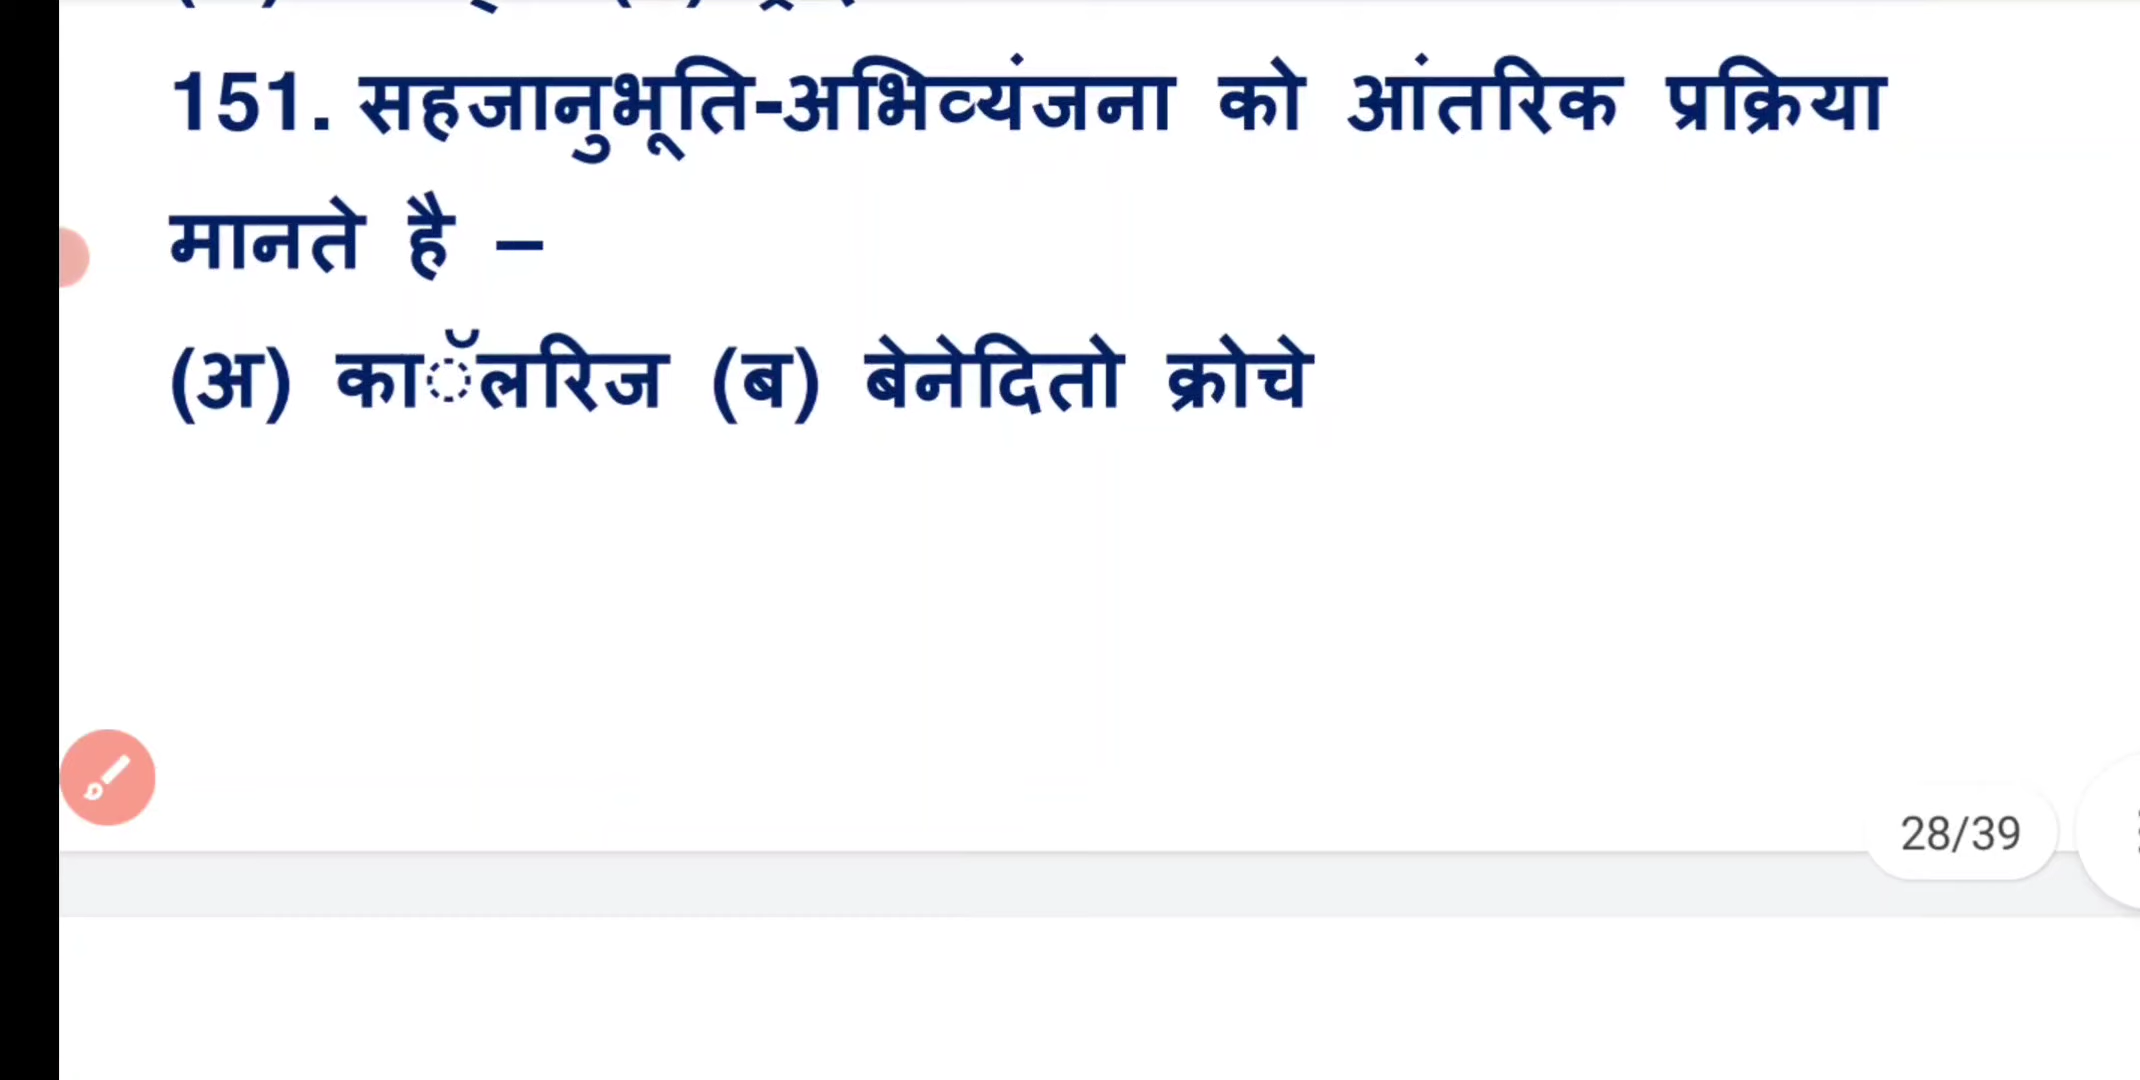 151. सहजानुभूति-अभिव्यंजना को आंतरिक प्रक्रिया
मानते है –
(अ) काॅलरिज (ब) बेनेदितो क्रोचे
28/39